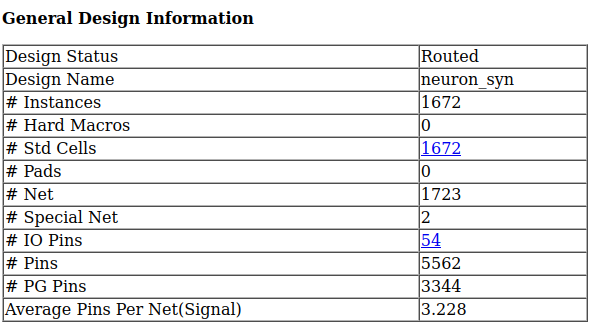 General Design Information
Design Status Routed
Design Name neuron_syn
# Instances 1672
# Hard Macros 0
# Std Cells 1672
# Pads 0
# Net 1723
# Special Net 2
# IO Pins 54
# Pins 5562
# PG Pins 3344
Average Pins Per Net(Signal) 3.228